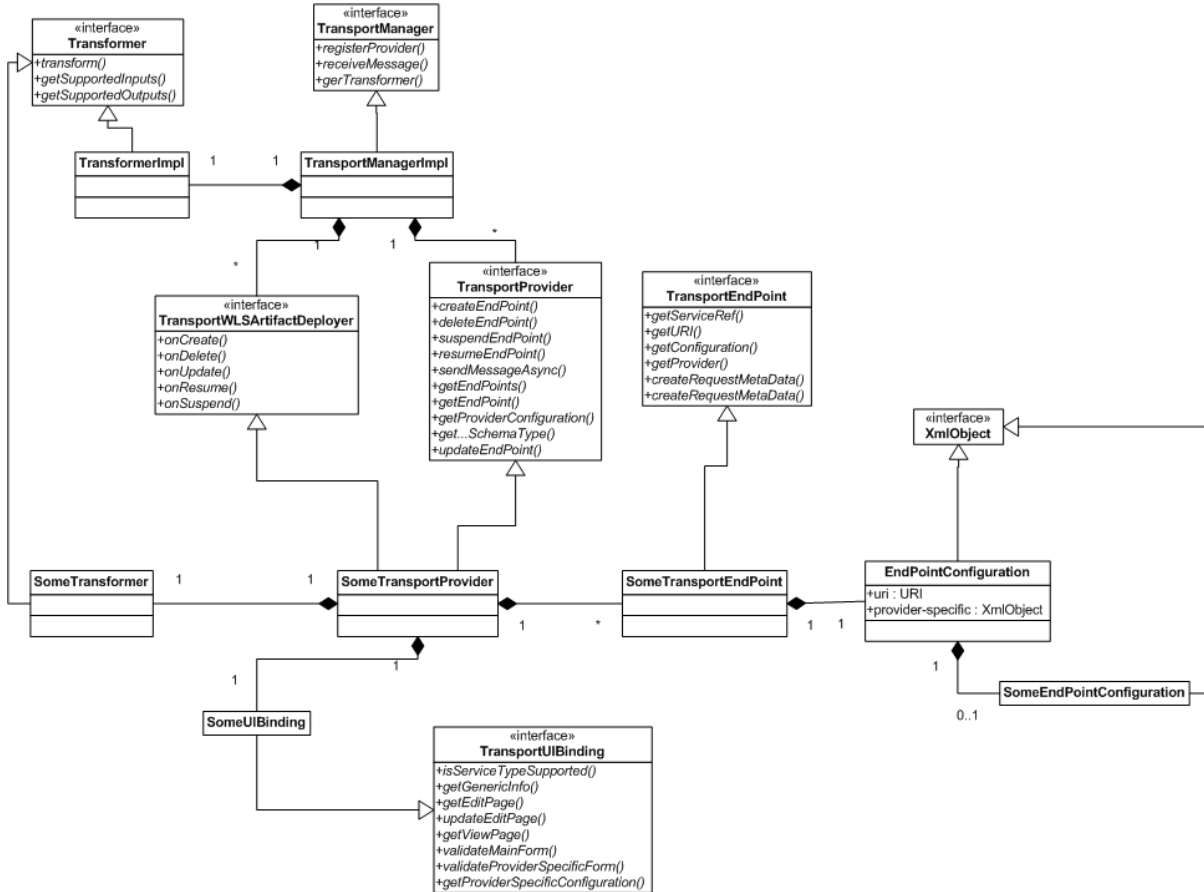 «interface»
Transformer
+transform()
+getSupportedInputs()
+getSupportedOutputs()
«interface»
TransportManager
+registerProvider()
+receiveMessage()
+gerTransformer()
TransformerImpl
1
1
TransportManagerImpl
1
*
1
*
«interface»
TransportWLSArtifactDeployer
+onCreate()
+onDelete()
+onUpdate()
+onResume()
+onSuspend()
«interface»
TransportProvider
+createEndPoint()
+deleteEndPoint()
+suspendEndPoint()
+resumeEndPoint()
+sendMessageAsync()
+getEndPoints()
+getEndPoint()
+getProviderConfiguration()
+get...SchemaType()
+updateEndPoint()
«interface»
TransportEndPoint
+getServiceRef()
+getURI()
+getConfiguration()
+getProvider()
+createRequestMetaData()
+createRequestMetaData()
«interface»
XmlObject
SomeTransformer
1
1
SomeTransportProvider
1
*
SomeTransportEndPoint
1
1
EndPointConfiguration
+uri : URI
+provider-specific : XmlObject
1
0..1
SomeEndPointConfiguration
1
1
SomeUIBinding
«interface»
TransportUIBinding
+isServiceTypeSupported()
+getGenericInfo()
+getEditPage()
+updateEditPage()
+getViewPage()
+validateMainForm()
+validateProviderSpecificForm()
+getProviderSpecificConfiguration()